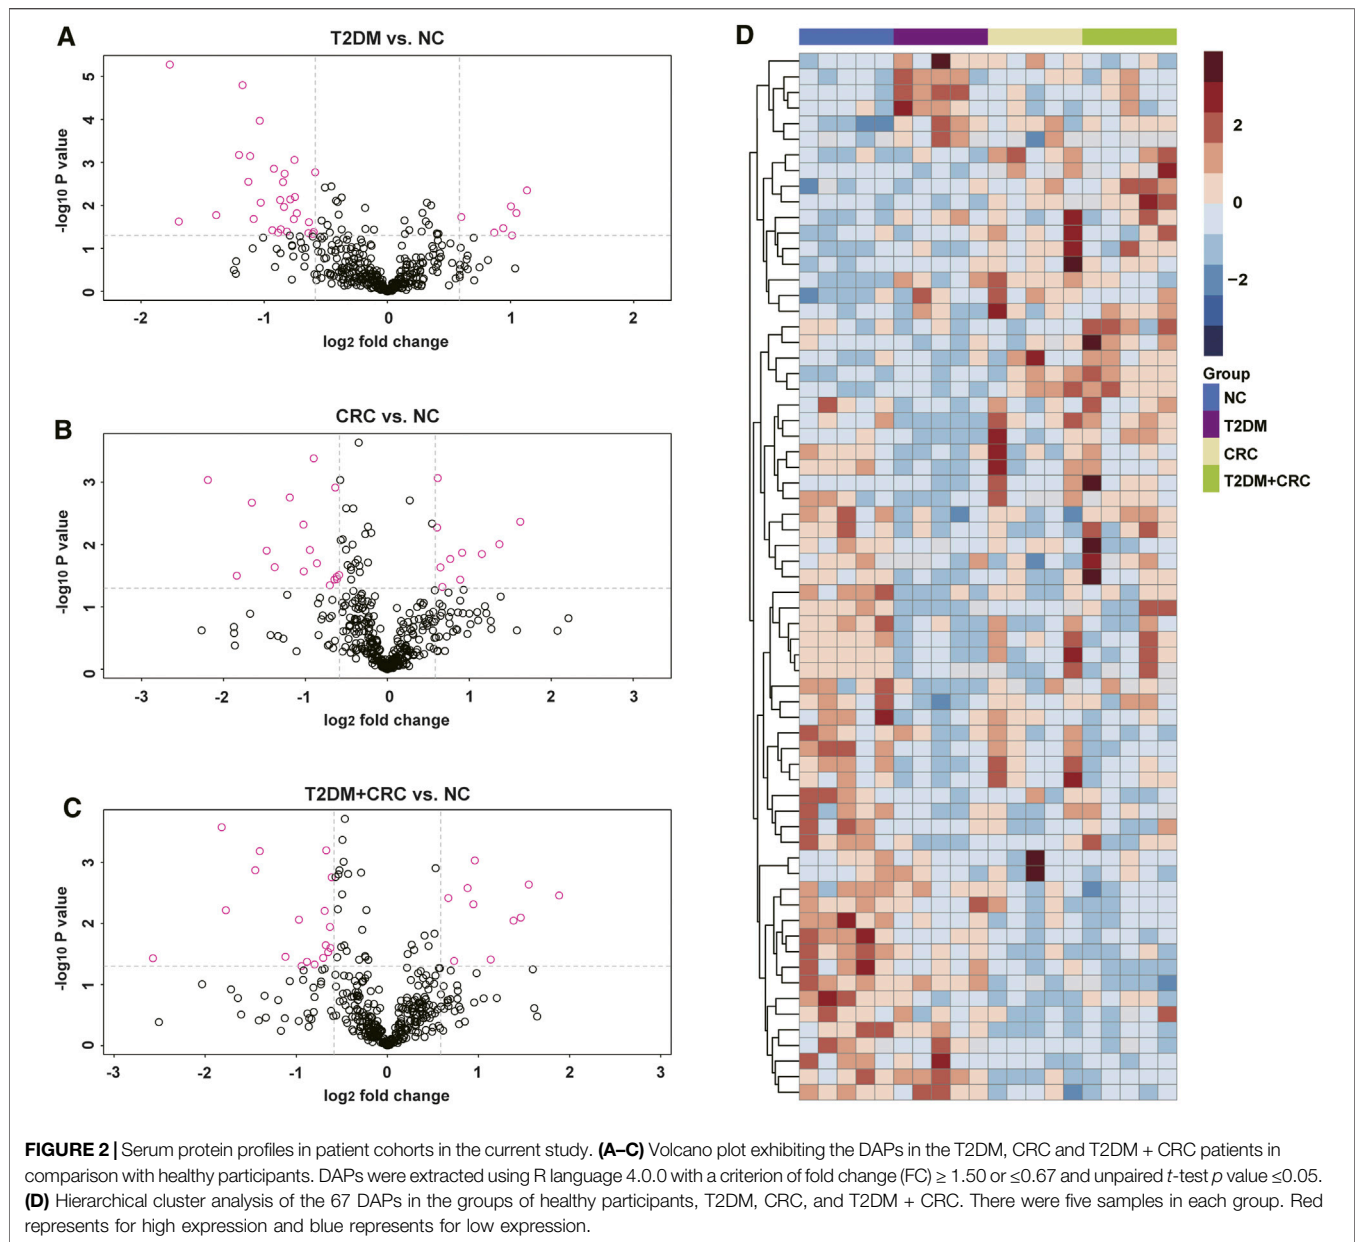 A
T2DM vs. NC
5
4
3
2
1
0
-log10 P value
-2 -1 0 1 2
log2 fold change
B
CRC vs. NC
3
2
1
0
-log10 P value
-3 -2 -1 0 1 2 3
log2 fold change
C
T2DM+CRC vs. NC
3
2
1
0
-log10 P value
-3 -2 -1 0 1 2 3
log2 fold change
D
2
0
−2
Group
NC
T2DM
CRC
T2DM+CRC
FIGURE 2 | Serum protein profiles in patient cohorts in the current study. (A–C) Volcano plot exhibiting the DAPs in the T2DM, CRC and T2DM + CRC patients in
comparison with healthy participants. DAPs were extracted using R language 4.0.0 with a criterion of fold change (FC) ≥ 1.50 or ≤0.67 and unpaired t-test p value ≤0.05.
(D) Hierarchical cluster analysis of the 67 DAPs in the groups of healthy participants, T2DM, CRC, and T2DM + CRC. There were five samples in each group. Red
represents for high expression and blue represents for low expression.